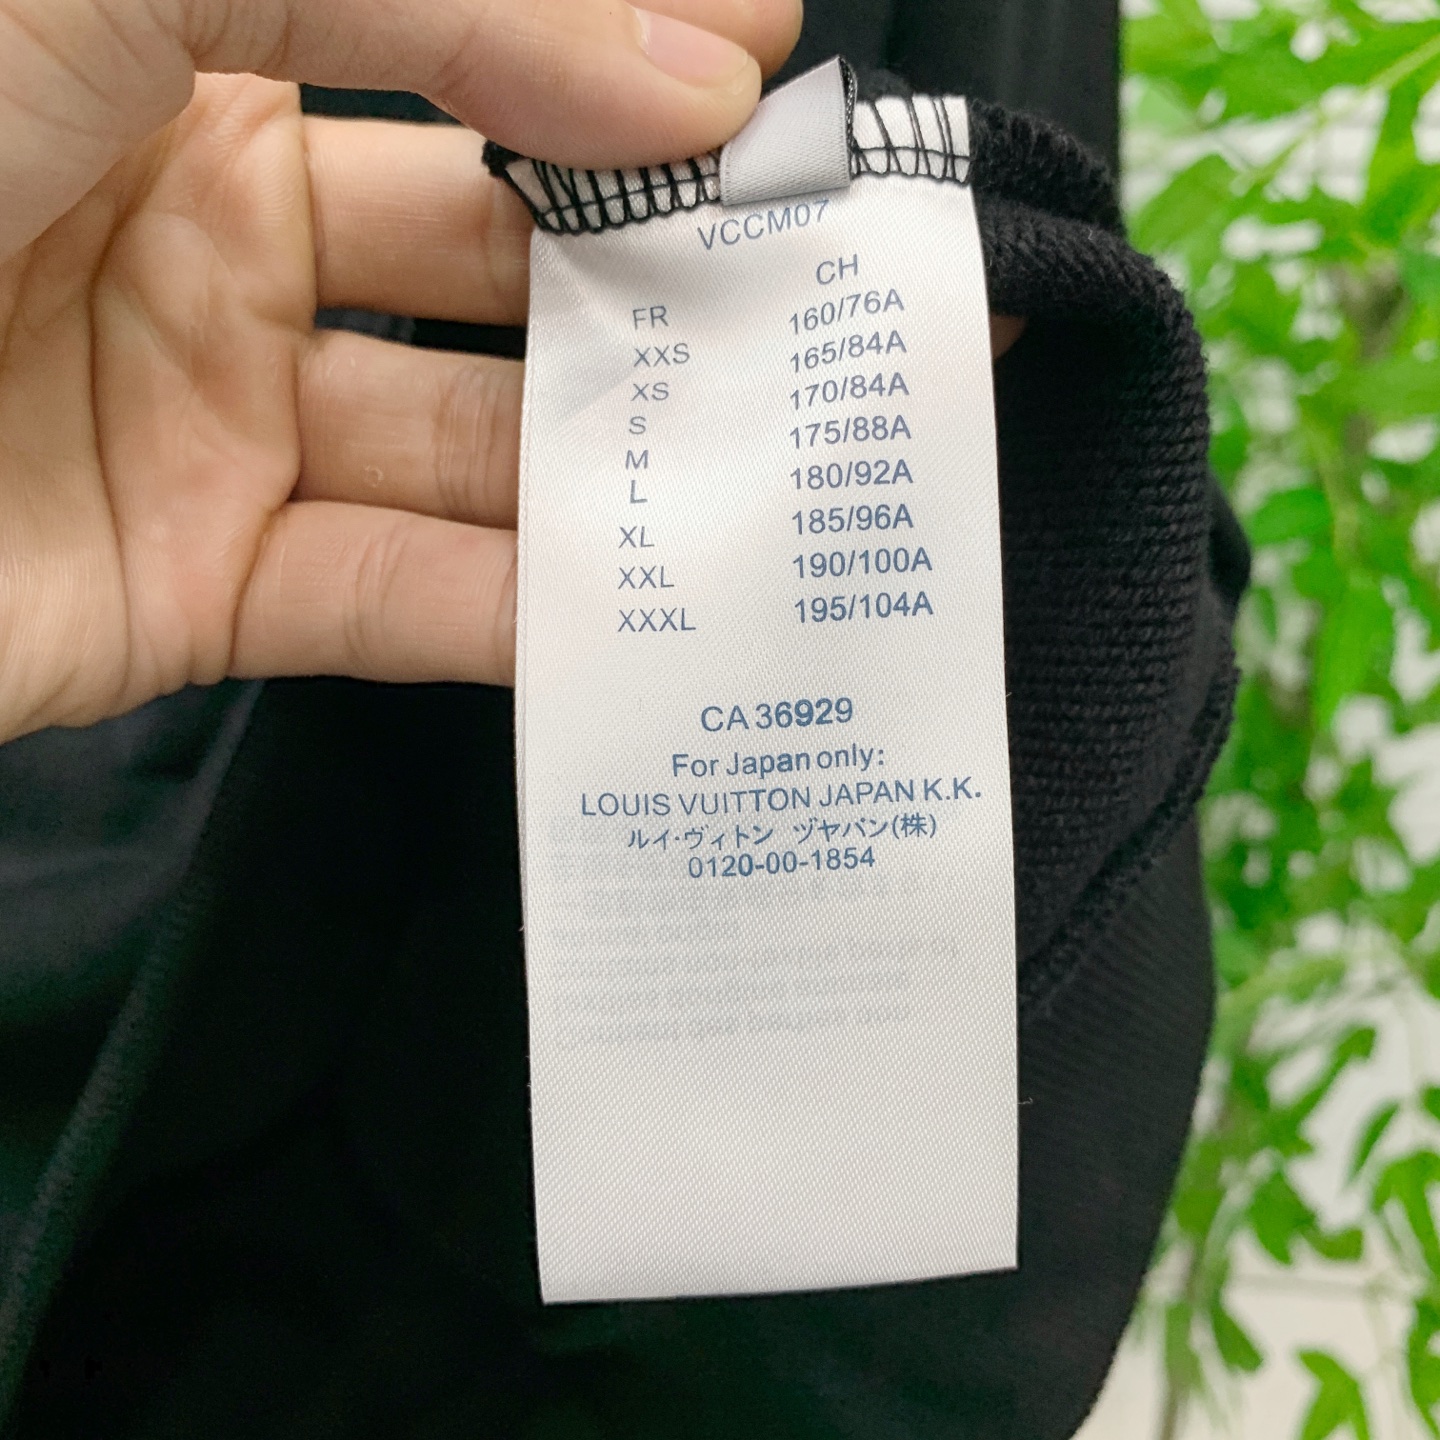 VCCM07
CH
FR 160/76A
XXS 165/84A
XS 170/84A
S 175/88A
M 180/92A
L 185/96A
XL 190/100A
XXL 195/104A
XXXL
CA 36929
For Japan only:
LOUIS VUITTON JAPAN K.K.
ルイ·ヴィトン ヅヤパン(株)
0120-00-1854